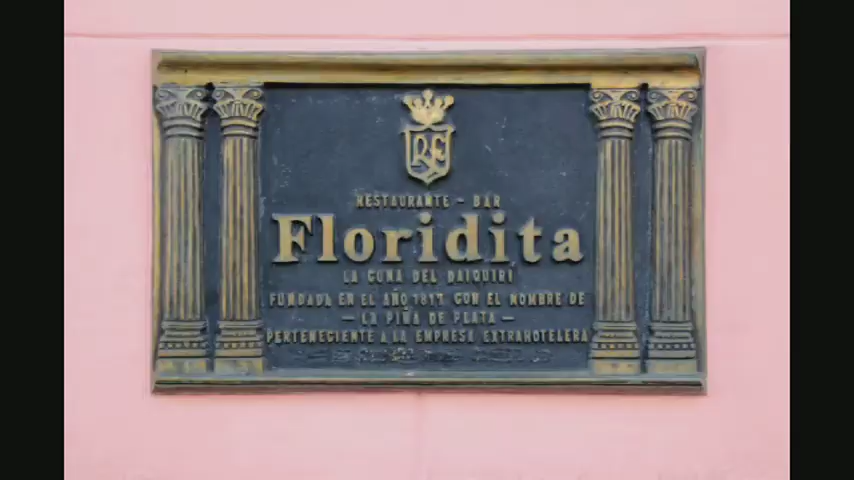 RF
RESTAURANTE - BAR
Floridita
LA CUNA DEL DAIQUIRI
FUNDADA EN EL AÑO 1817 CON EL NOMBRE DE
— LA PIÑA DE PLATA —
PERTENECIENTE A LA EMPRESA EXTRAHOTELERA